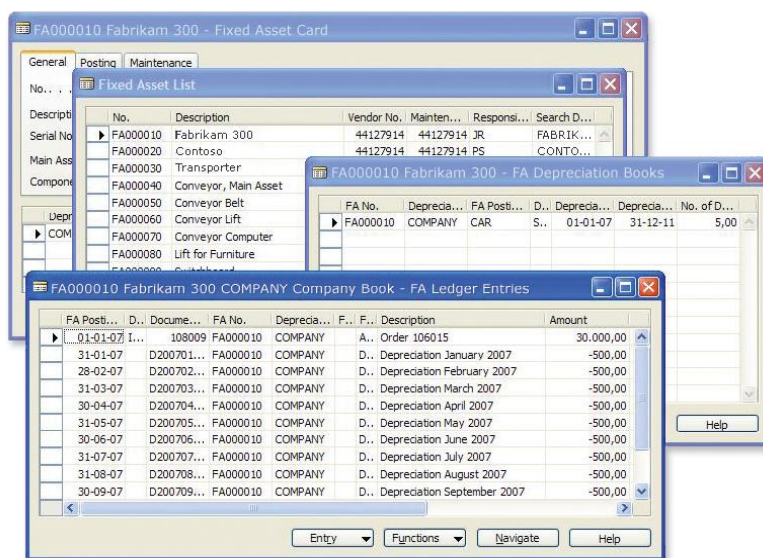 FA000010 Fabrikam 300 - Fixed Asset Card
General Posting Maintenance
No. . . .
Descripti
Serial No
Main Ass
Compone
Depr
COM
Fixed Asset List
No. Description Vendor No. Mainten... Responsi... Search D...
FA000010 Fabrikam 300 44127914 44127914 JR FABRIK...
FA000020 Contoso 44127914 44127914 PS CONTO...
FA000030 Transporter
FA000040 Conveyor, Main Asset
FA000050 Conveyor Belt
FA000060 Conveyor Lift
FA000070 Conveyor Computer
FA000080 Lift for Furniture
FA000010 Fabrikam 300 - FA Depreciation Books
FA No. Deprecia... FA Posti... D.. Deprecia... Deprecia... No. of D...
FA000010 COMPANY CAR S.. 01-01-07 31-12-11 5,00
Help
FA000010 Fabrikam 300 COMPANY Company Book - FA Ledger Entries
FA Posti... D.. Docume... FA No. Deprecia... F.. F.. Description Amount
01-01-07 I... 108009 FA000010 COMPANY A.. Order 106015 30.000,00
31-01-07 D200701... FA000010 COMPANY D.. Depreciation January 2007 -500,00
28-02-07 D200702... FA000010 COMPANY D.. Depreciation February 2007 -500,00
31-03-07 D200703... FA000010 COMPANY D.. Depreciation March 2007 -500,00
30-04-07 D200704... FA000010 COMPANY D.. Depreciation April 2007 -500,00
31-05-07 D200705... FA000010 COMPANY D.. Depreciation May 2007 -500,00
30-06-07 D200706... FA000010 COMPANY D.. Depreciation June 2007 -500,00
31-07-07 D200707... FA000010 COMPANY D.. Depreciation July 2007 -500,00
31-08-07 D200708... FA000010 COMPANY D.. Depreciation August 2007 -500,00
30-09-07 D200709... FA000010 COMPANY D.. Depreciation September 2007 -500,00
Entry Functions Navigate Help